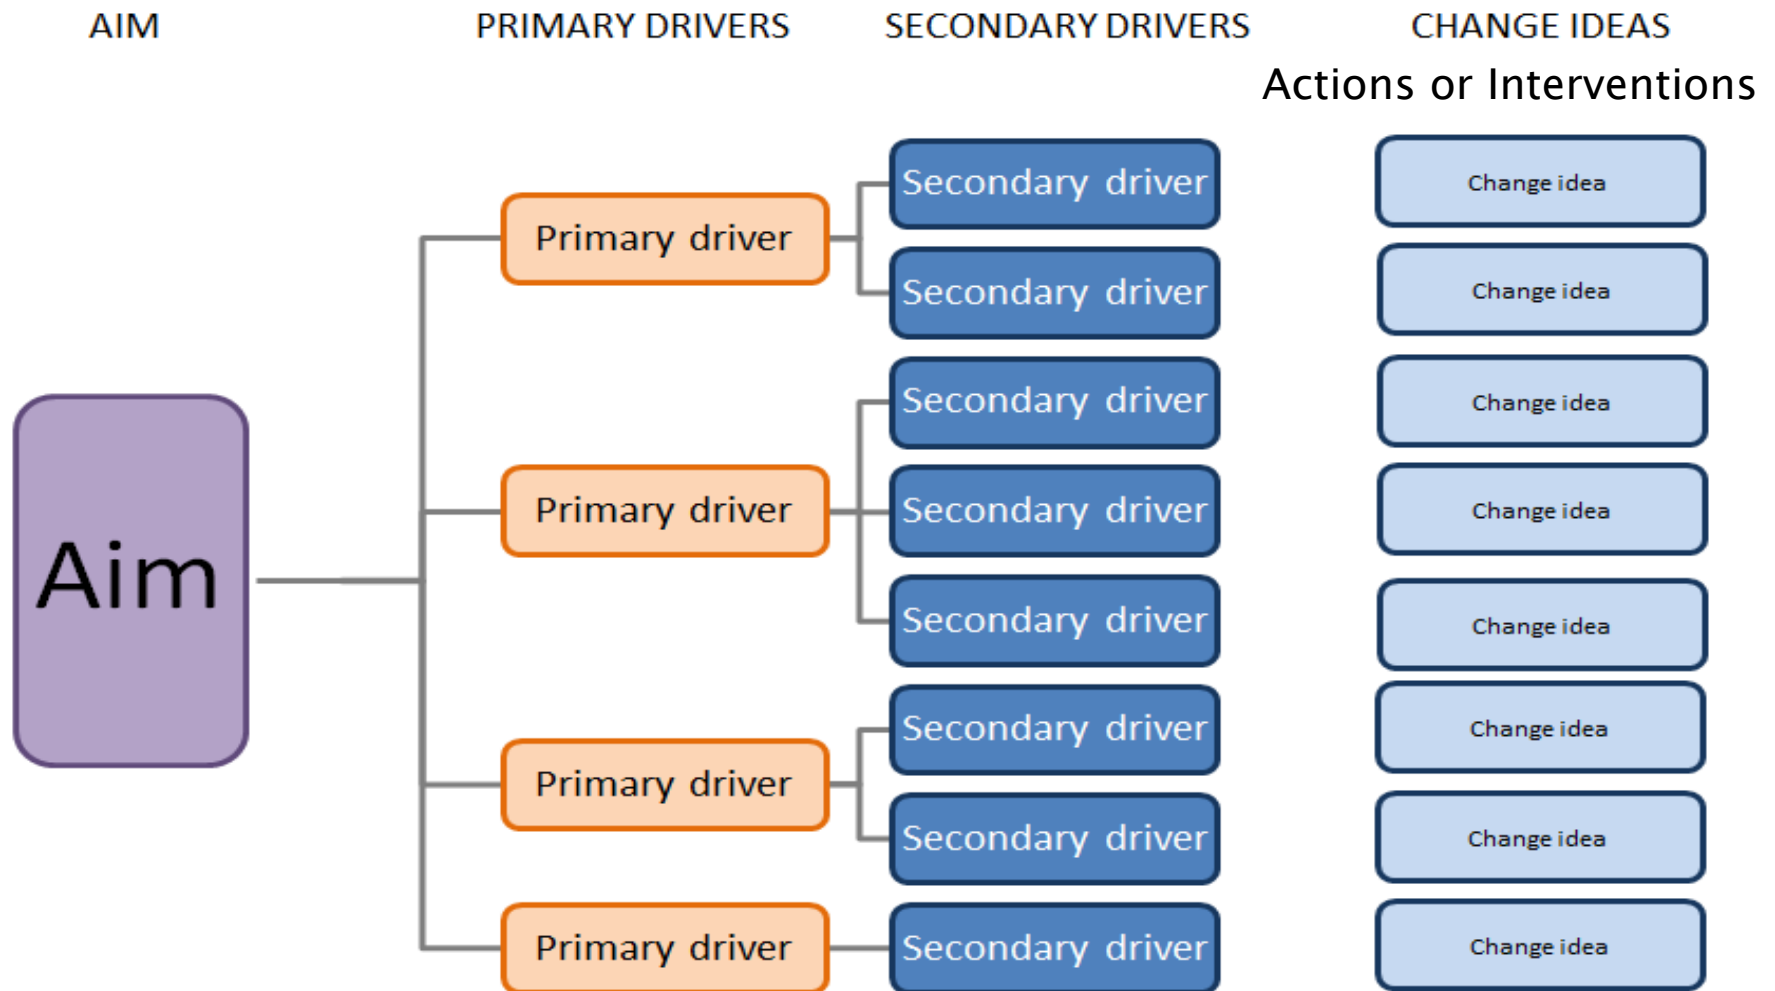 AIM
PRIMARY DRIVERS
SECONDARY DRIVERS
CHANGE IDEAS
Actions or Interventions
Aim
Primary driver
Primary driver
Primary driver
Primary driver
Secondary driver
Secondary driver
Secondary driver
Secondary driver
Secondary driver
Secondary driver
Secondary driver
Secondary driver
Change idea
Change idea
Change idea
Change idea
Change idea
Change idea
Change idea
Change idea